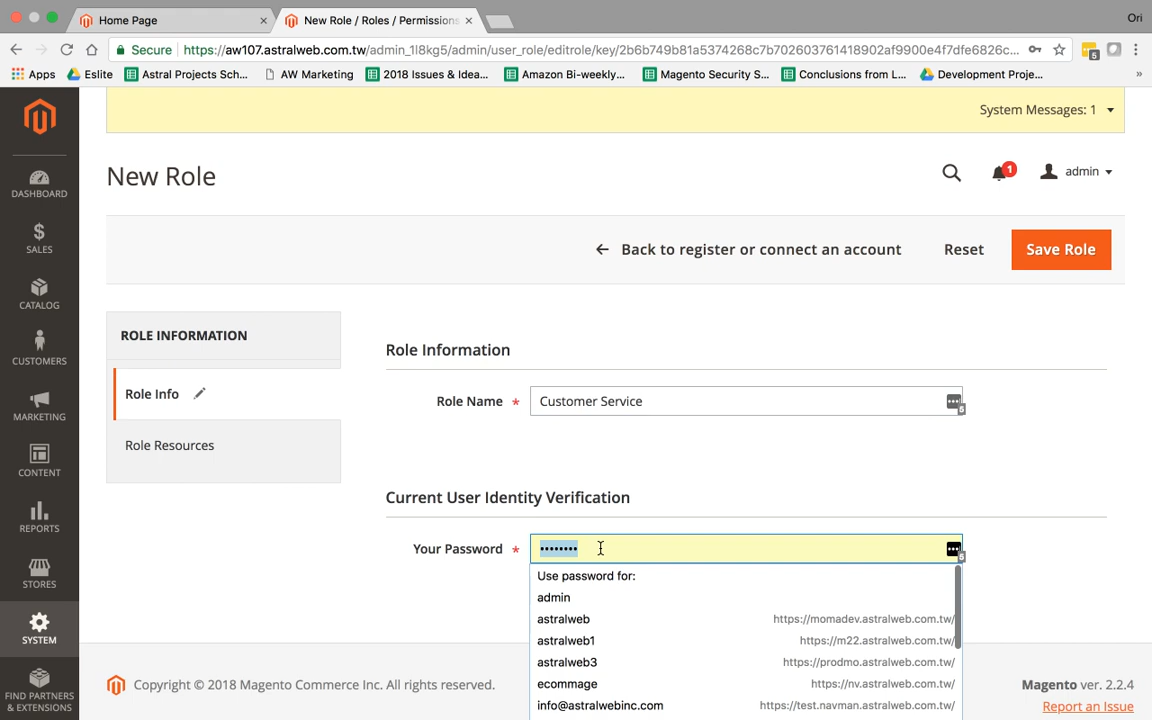 Home Page
New Role / Roles / Permissions
Ori
Secure
https://aw107.astralweb.com.tw/admin_1l8kg5/admin/user_role/editrole/key/2b6b749b81a5374268c7b702603761418902af9900e4f7dfe6826c...
5
Apps
Eslite
Astral Projects Sch...
AW Marketing
2018 Issues & Idea...
Amazon Bi-weekly...
Magento Security S...
Conclusions from L...
Development Proje...
»
System Messages: 1
New Role
1
admin
Back to register or connect an account
Reset
Save Role
DASHBOARD
SALES
CATALOG
CUSTOMERS
MARKETING
CONTENT
REPORTS
STORES
SYSTEM
FIND PARTNERS
& EXTENSIONS
ROLE INFORMATION
Role Info
Role Resources
Role Information
Role Name *
Customer Service
5
Current User Identity Verification
Your Password *
••••••••
5
Use password for:
admin
astralweb https://momadev.astralweb.com.tw/
astralweb1 https://m22.astralweb.com.tw/
astralweb3 https://prodmo.astralweb.com.tw/
ecommage https://nv.astralweb.com.tw/
info@astralwebinc.com https://test.navman.astralweb.com.tw/
Copyright © 2018 Magento Commerce Inc. All rights reserved.
Magento ver. 2.2.4
Report an Issue